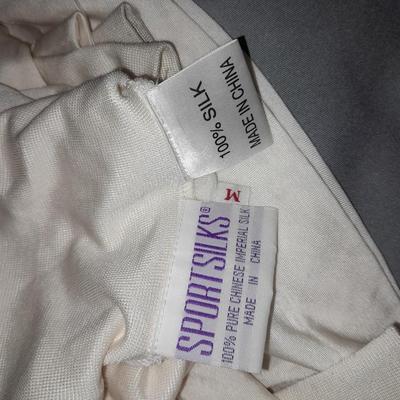 100% SILK
MADE IN CHINA
M
SPORTSILKS®
100% PURE CHINESE IMPERIAL SILK
MADE IN CHINA